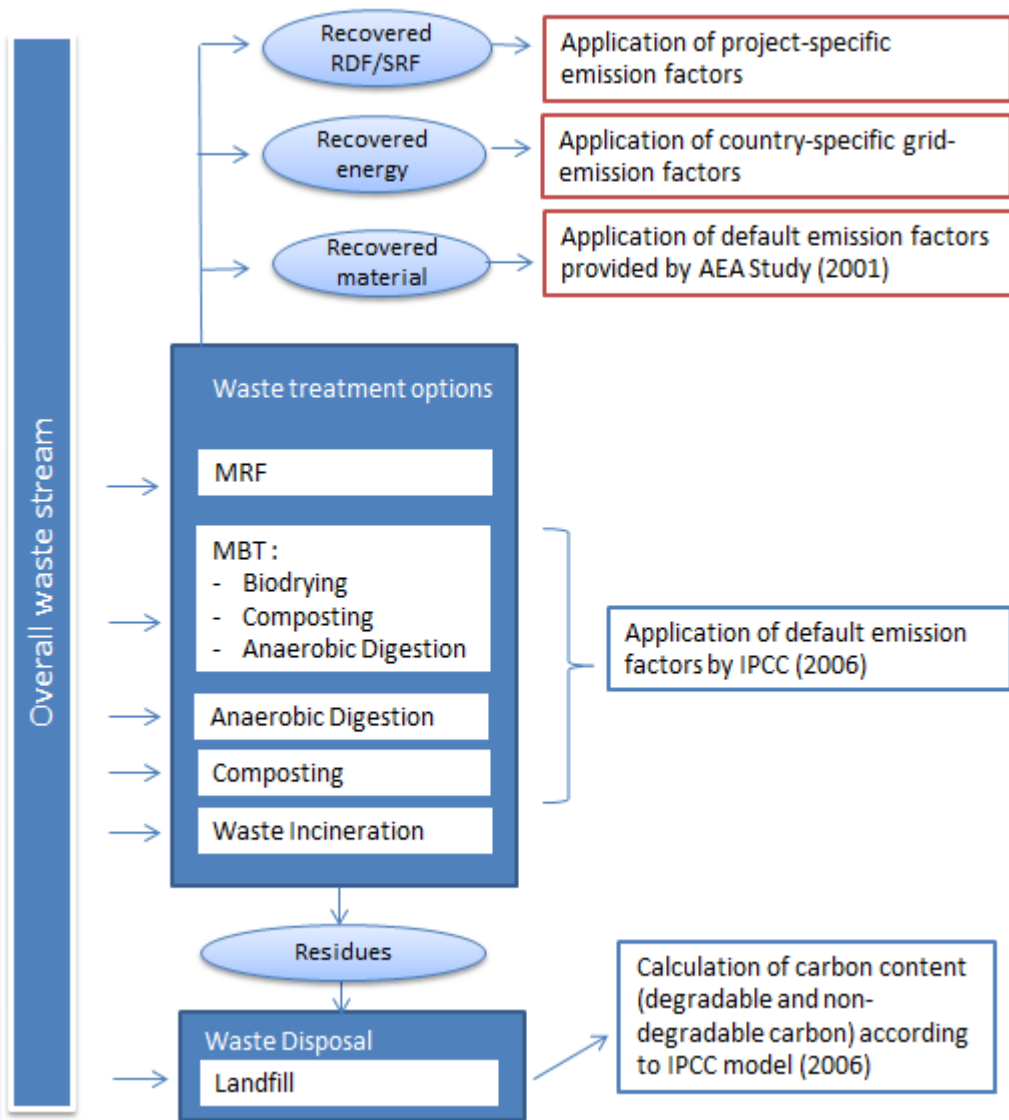 Overall waste stream
Recovered
RDF/SRF
Application of project-specific
emission factors
Recovered
energy
Application of country-specific grid-
emission factors
Recovered
material
Application of default emission factors
provided by AEA Study (2001)
Waste treatment options
MRF
MBT :
- Biodrying
- Composting
- Anaerobic Digestion
Anaerobic Digestion
Composting
Waste Incineration
Application of default emission
factors by IPCC (2006)
Residues
Waste Disposal
Landfill
Calculation of carbon content
(degradable and non-
degradable carbon) according
to IPCC model (2006)